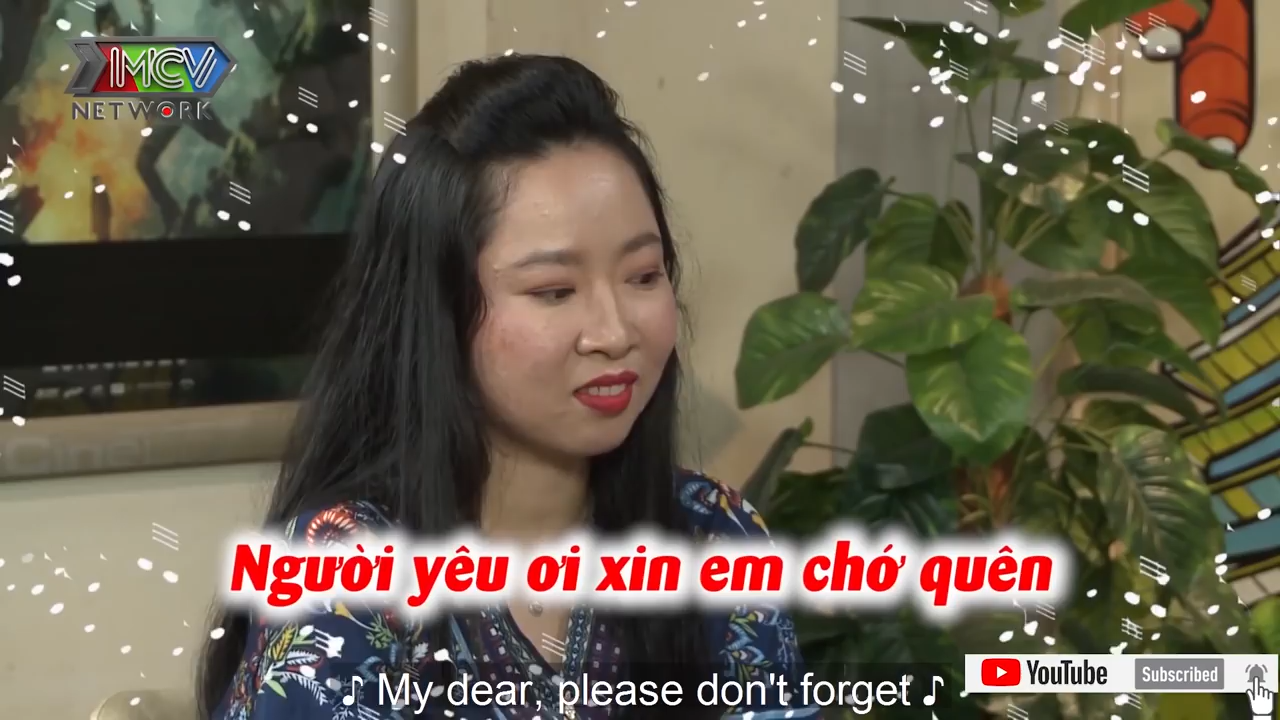 MCV
NETWORK
Người yêu ơi xin em chớ quên
♪ My dear, please don't forget ♪
YouTube
Subscribed